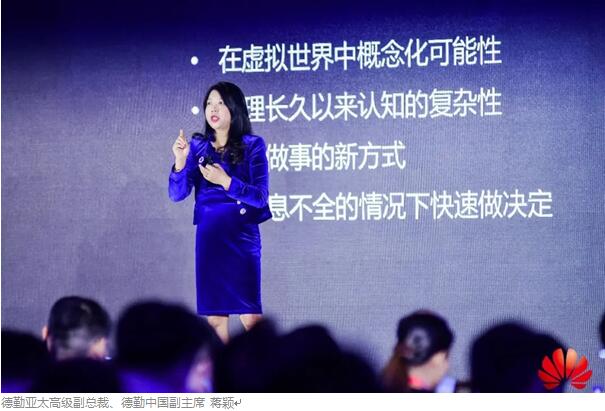 • 在虚拟世界中概念化可能性
• 理长久以来认知的复杂性
做事的新方式
息不全的情况下快速做决定
德勤亚太高级副总裁、德勤中国副主席 蒋颖↵